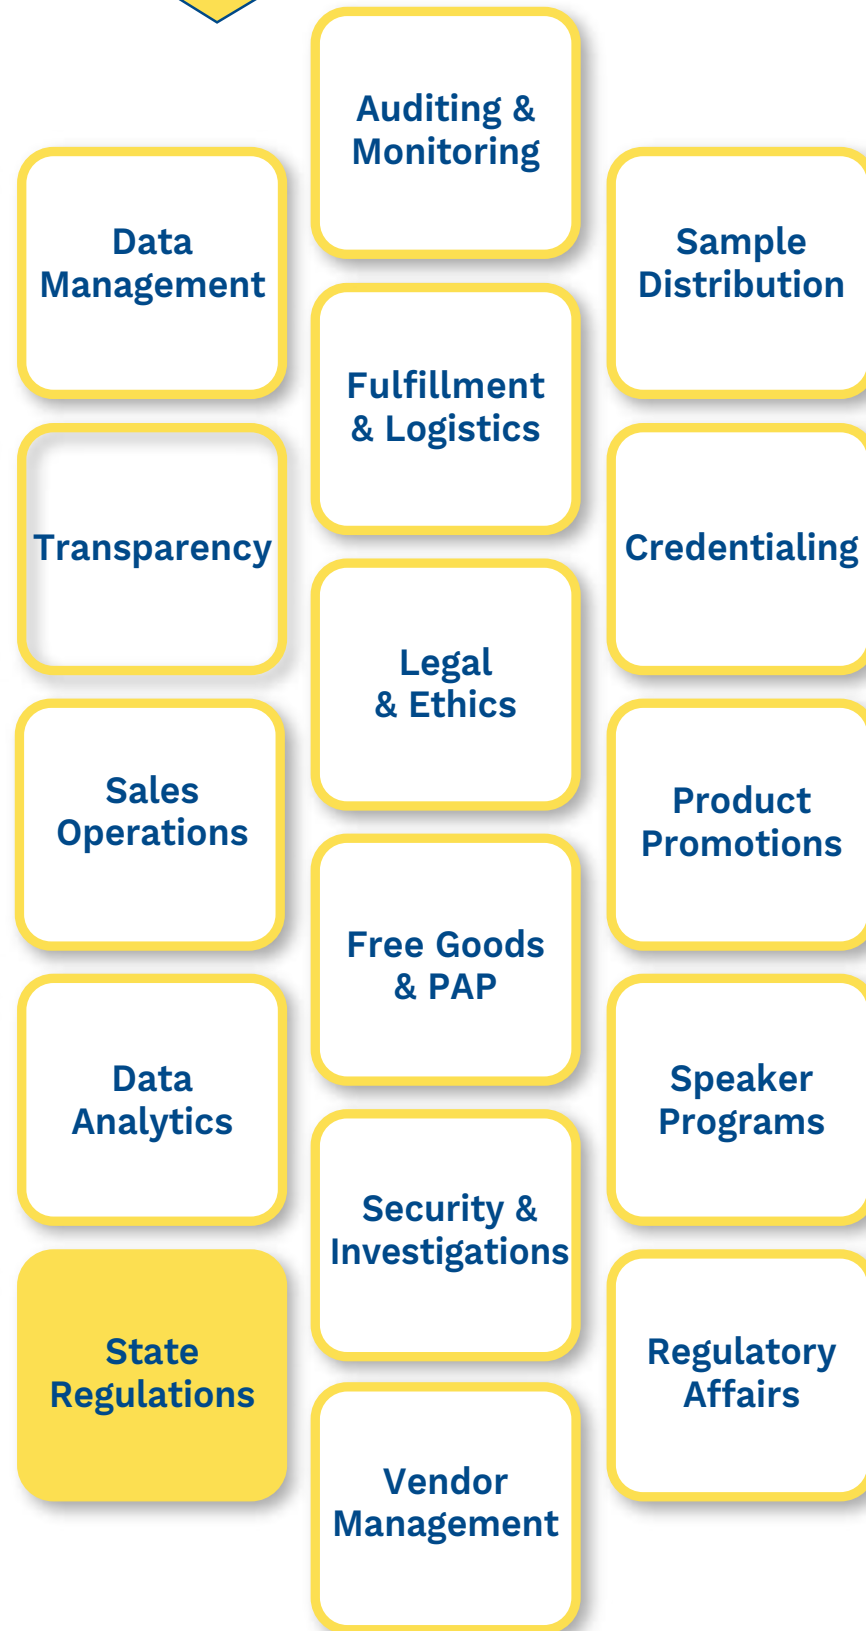 Auditing &
Monitoring
Data
Management
Sample
Distribution
Fulfillment
& Logistics
Transparency
Credentialing
Legal
& Ethics
Sales
Operations
Product
Promotions
Free Goods
& PAP
Data
Analytics
Speaker
Programs
Security &
Investigations
State
Regulations
Regulatory
Affairs
Vendor
Management